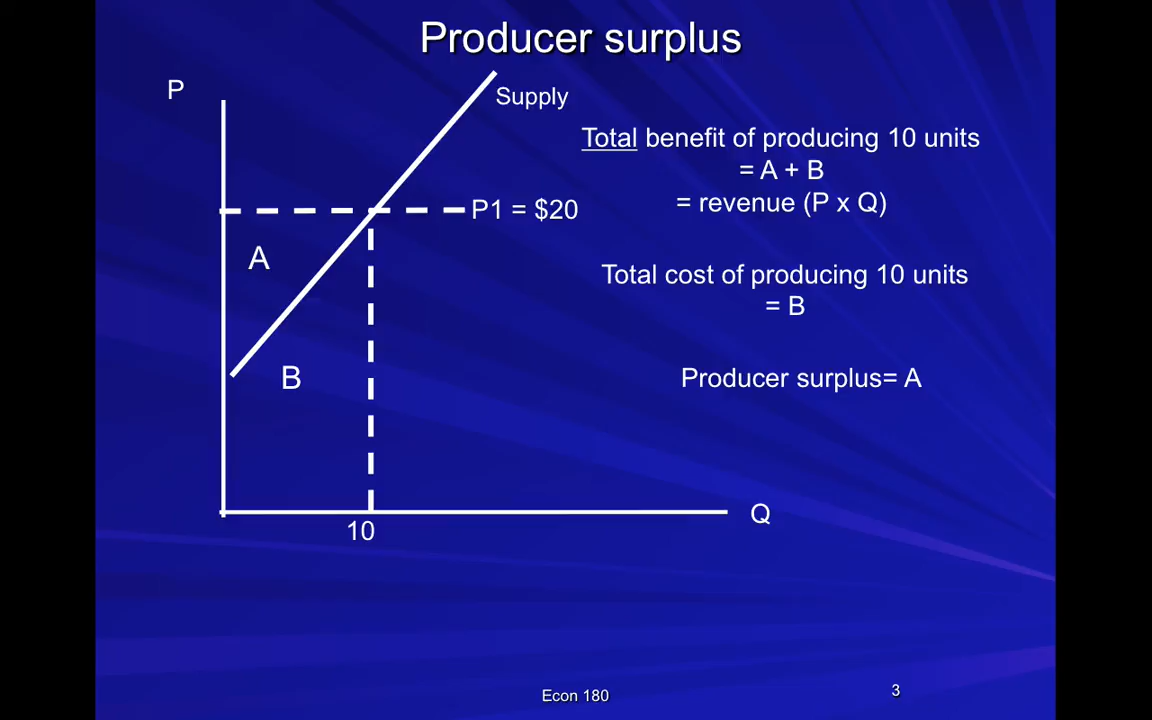 Producer surplus
P
Supply
Total benefit of producing 10 units
= A + B
= revenue (P x Q)
P1 = $20
A
Total cost of producing 10 units
= B
B
Producer surplus= A
Q
10
Econ 180
3